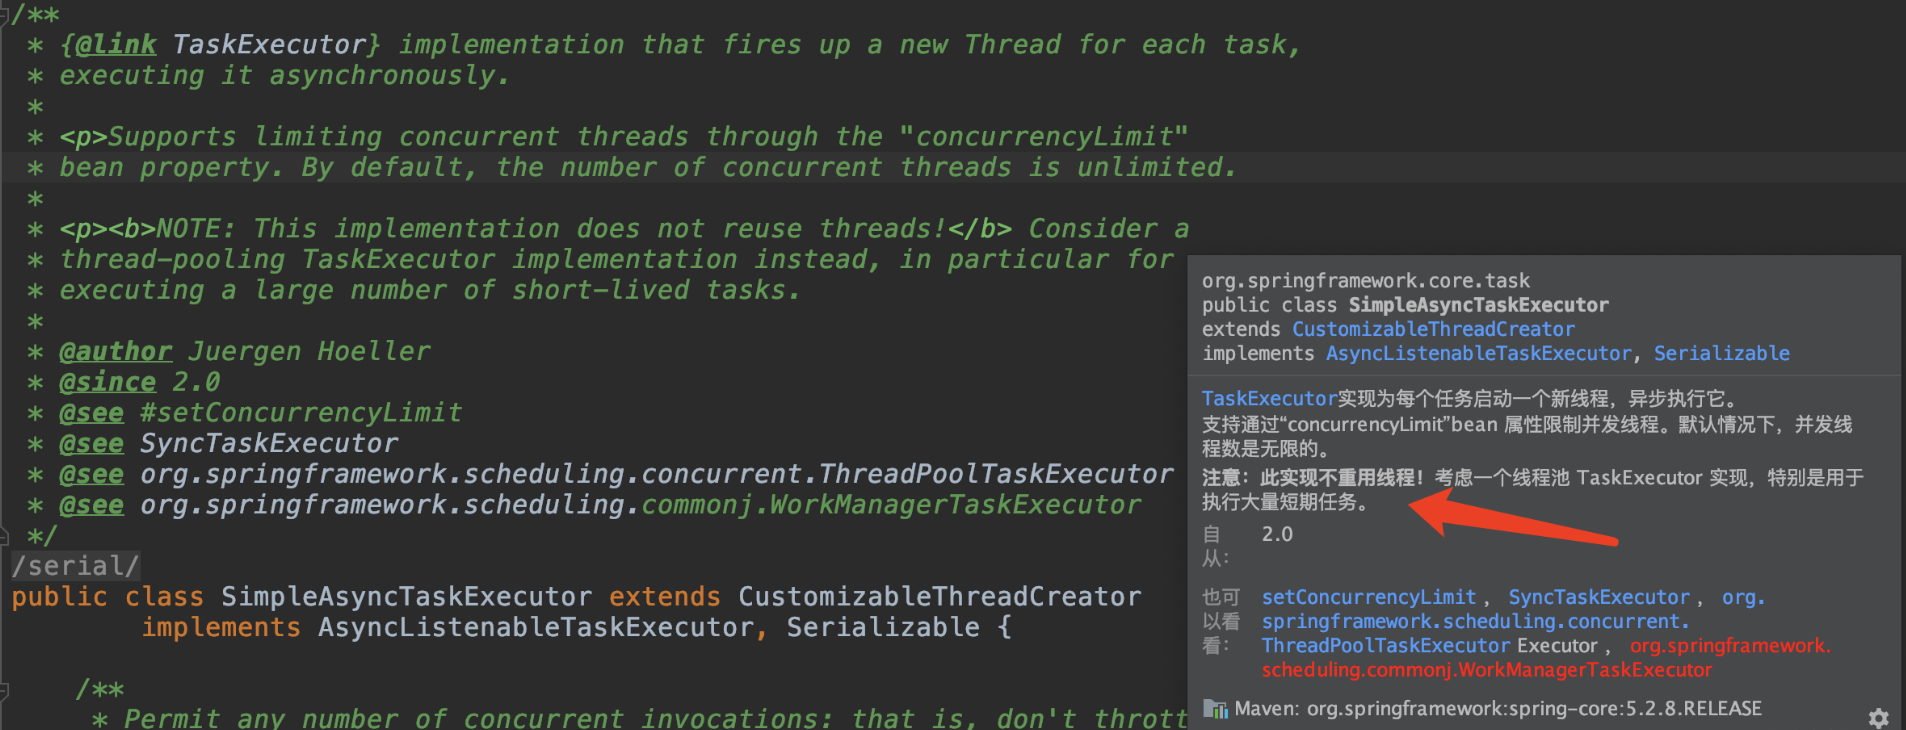 /**
 * {@link TaskExecutor} implementation that fires up a new Thread for each task,
 * executing it asynchronously.
 *
 * <p>Supports limiting concurrent threads through the "concurrencyLimit"
 * bean property. By default, the number of concurrent threads is unlimited.
 *
 * <p><b>NOTE: This implementation does not reuse threads!</b> Consider a
 * thread-pooling TaskExecutor implementation instead, in particular for
 * executing a large number of short-lived tasks.
 *
 * @author Juergen Hoeller
 * @since 2.0
 * @see #setConcurrencyLimit
 * @see SyncTaskExecutor
 * @see org.springframework.scheduling.concurrent.ThreadPoolTaskExecutor
 * @see org.springframework.scheduling.commonj.WorkManagerTaskExecutor
 */
/serial/
public class SimpleAsyncTaskExecutor extends CustomizableThreadCreator
        implements AsyncListenableTaskExecutor, Serializable {
    /**
     * Permit any number of concurrent invocations: that is, don't thrott
org.springframework.core.task
public class SimpleAsyncTaskExecutor
extends CustomizableThreadCreator
implements AsyncListenableTaskExecutor, Serializable
TaskExecutor实现为每个任务启动一个新线程，异步执行它。
支持通过“concurrencyLimit”bean 属性限制并发线程。默认情况下，并发线
程数是无限的。
注意：此实现不重用线程！考虑一个线程池 TaskExecutor 实现，特别是用于
执行大量短期任务。
自 2.0
从：
也可 setConcurrencyLimit , SyncTaskExecutor , org.
以看 springframework.scheduling.concurrent.
看： ThreadPoolTaskExecutor Executor , org.springframework.
scheduling.commonj.WorkManagerTaskExecutor
Maven: org.springframework:spring-core:5.2.8.RELEASE